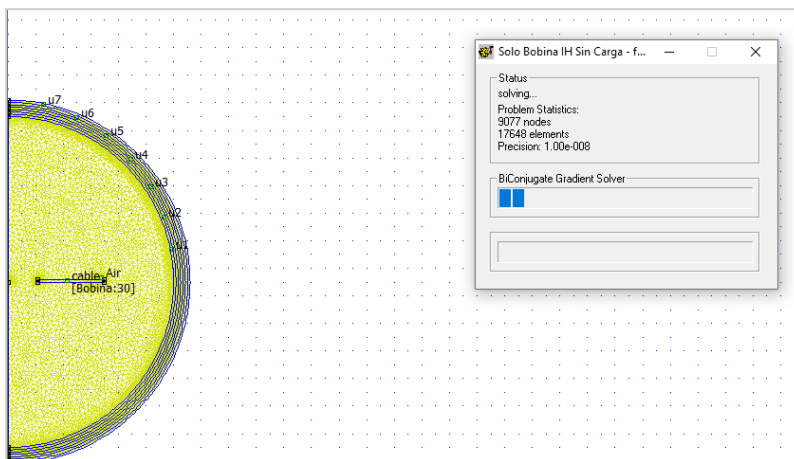 Solo Bobina IH Sin Carga - f...
Status
solving...
Problem Statistics:
9077 nodes
17648 elements
Precision: 1.00e-008
BiConjugate Gradient Solver
u7
u6
u5
u4
u3
u2
u1
cable Air
[Bobina:30]